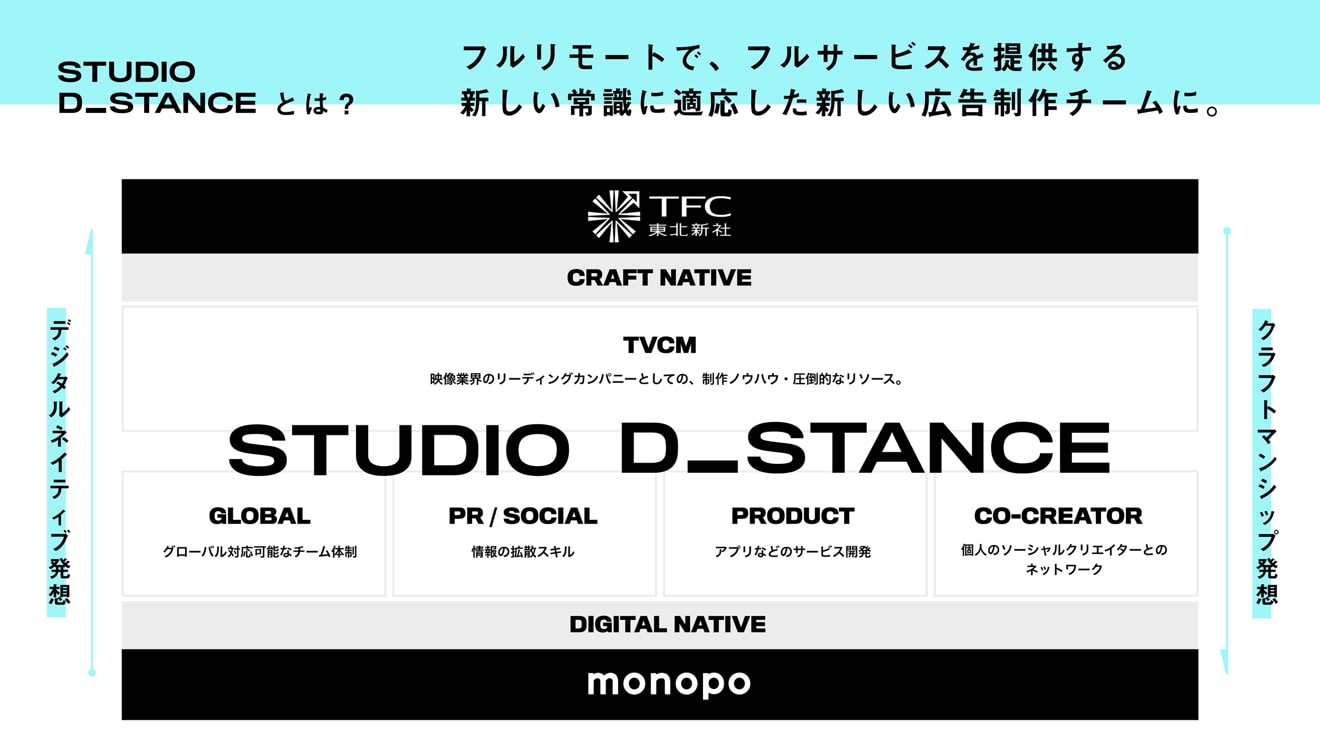 STUDIO
D_STANCE とは？
フルリモートで、フルサービスを提供する
新しい常識に適応した新しい広告制作チームに。
TFC
東北新社
CRAFT NATIVE
TVCM
映像業界のリーディングカンパニーとしての、制作ノウハウ・圧倒的なリソース。
デジタルネイティブ発想
クラフトマンシップ発想
STUDIO D_STANCE
GLOBAL
グローバル対応可能なチーム体制
PR / SOCIAL
情報の拡散スキル
PRODUCT
アプリなどのサービス開発
CO-CREATOR
個人のソーシャルクリエイターとの
ネットワーク
DIGITAL NATIVE
monopo